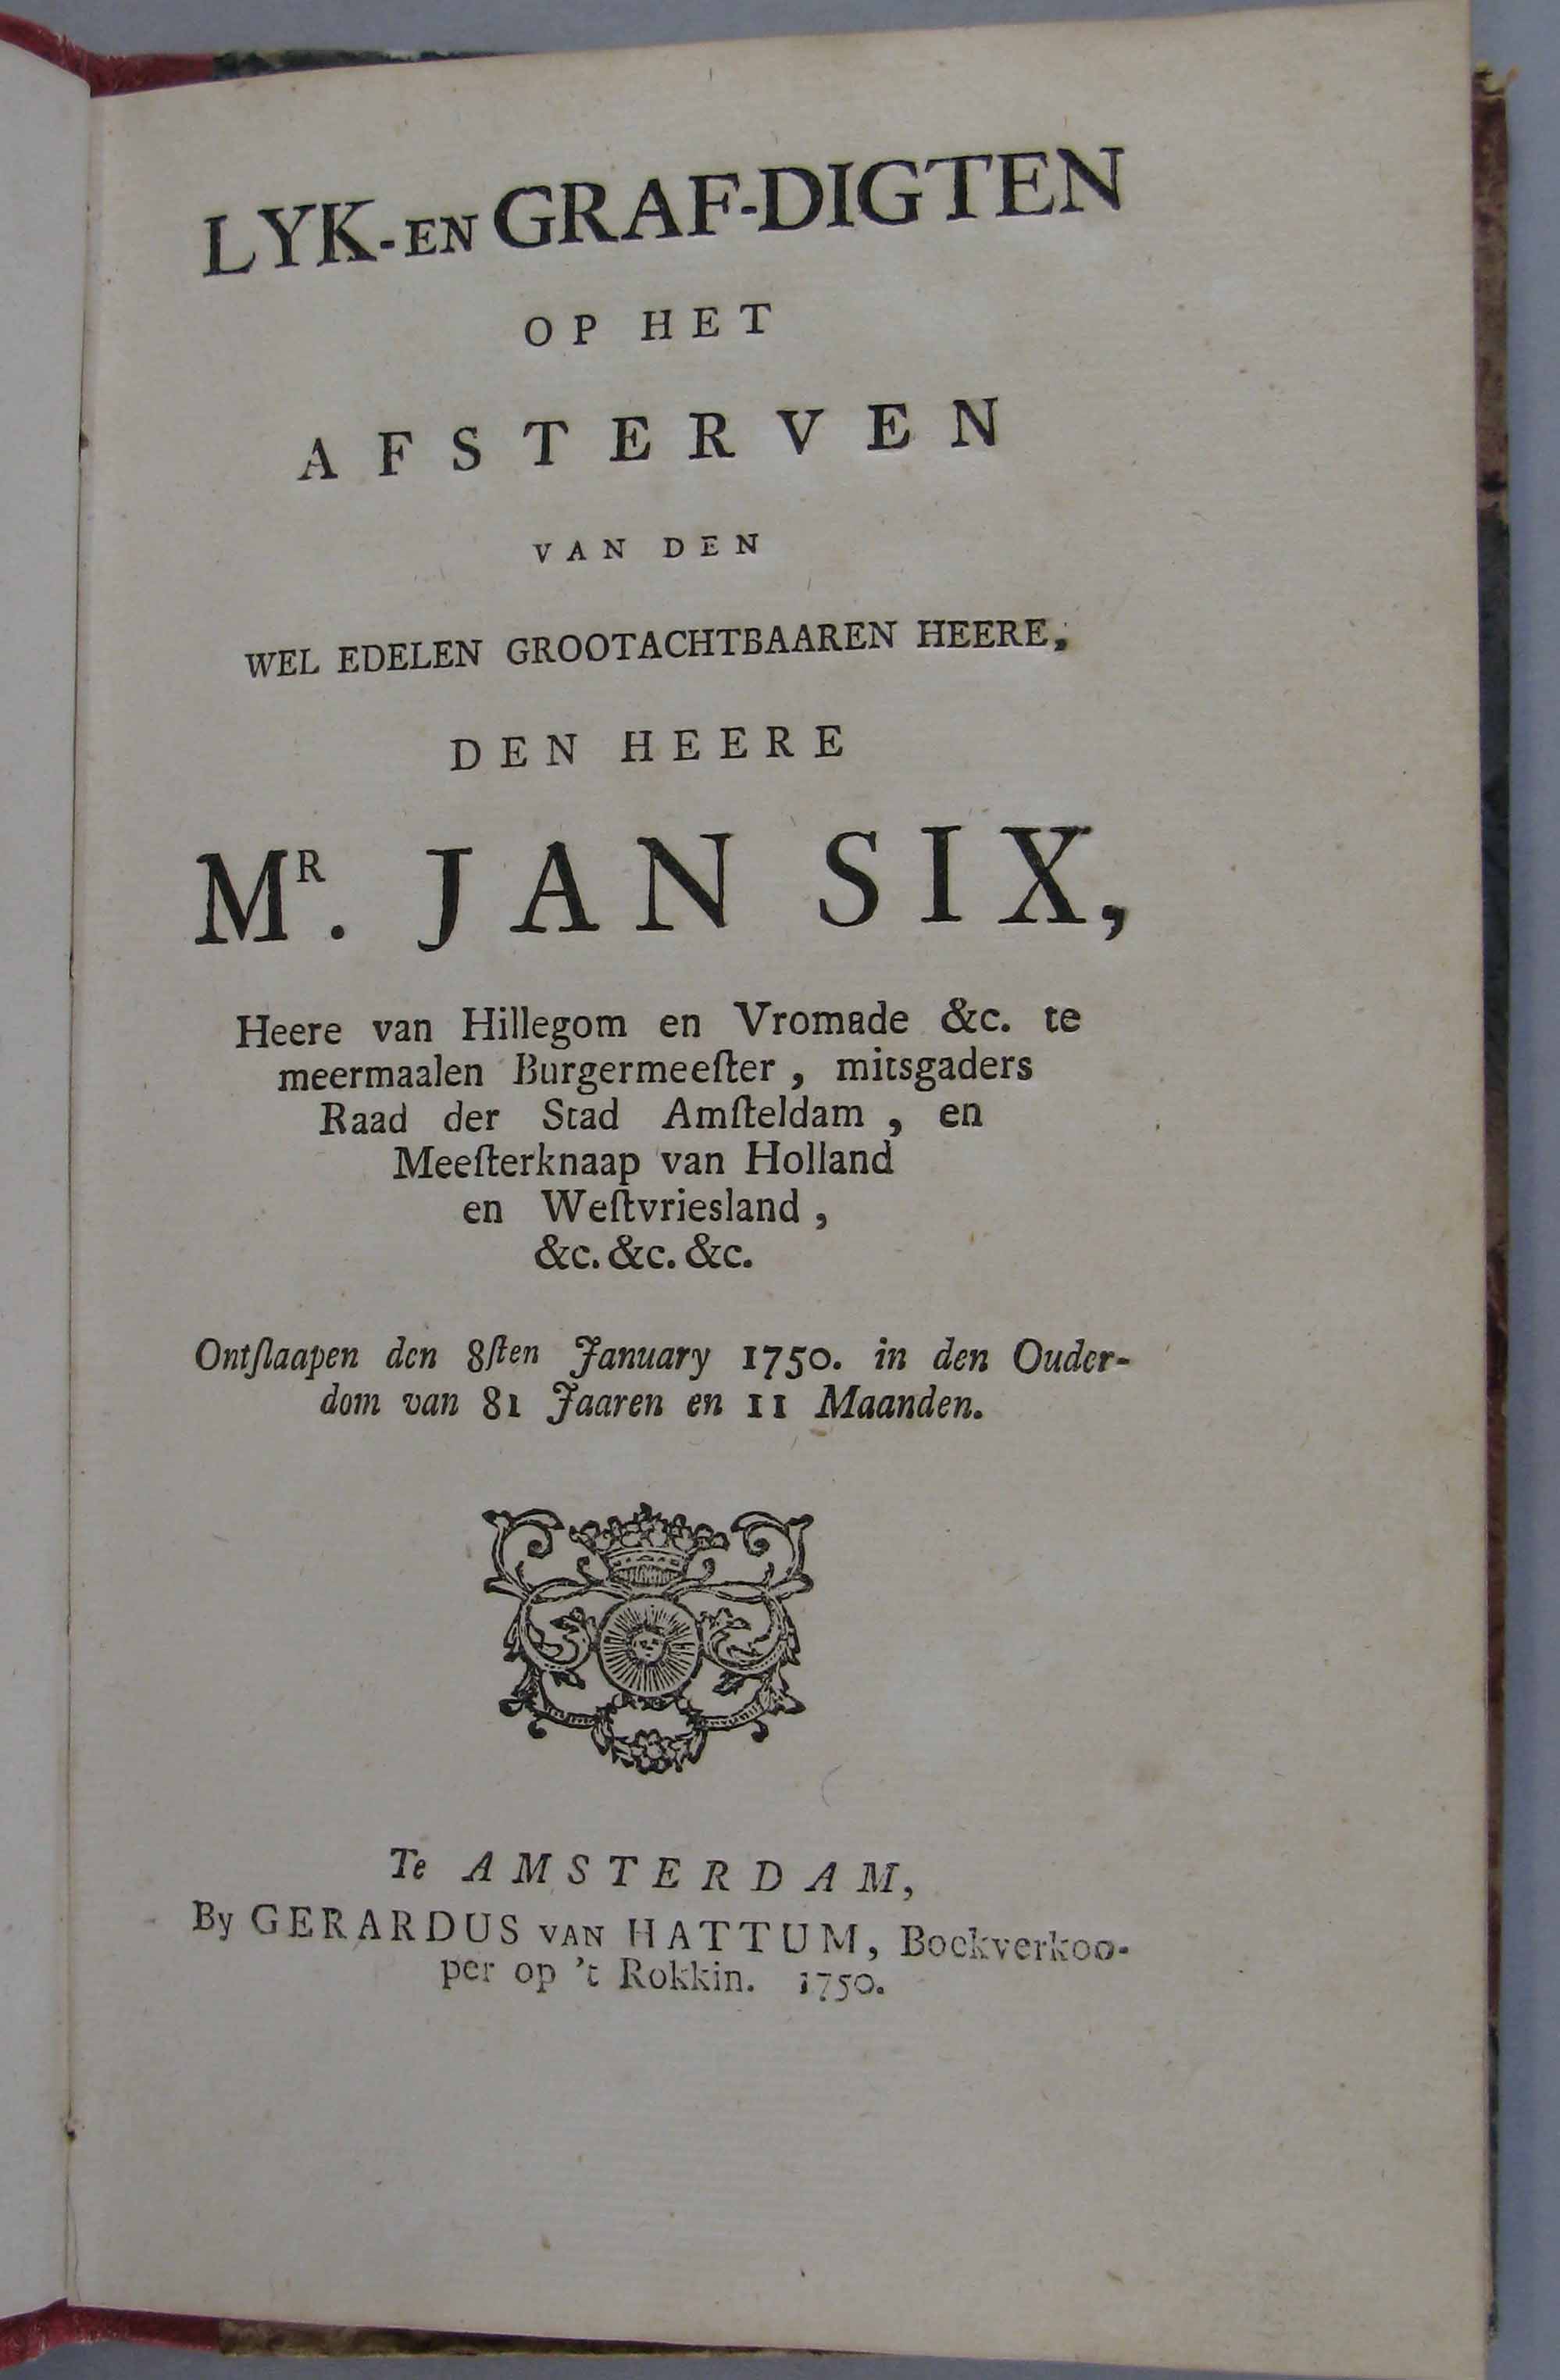 LYK-EN GRAF-DIGTEN
OP HET
AFSTERVEN
VAN DEN
WEL EDELEN GROOTACHTBAAREN HEERE,
DEN HEERE
MR. JAN SIX,
Heere van Hillegom en Vromade &c. te
meermaalen Burgermeeſter, mitsgaders
Raad der Stad Amſteldam, en
Meeſterknaap van Holland
en Weſtvriesland,
&c. &c. &c.
Ontſlaapen den 8ſten January 1750. in den Ouder-
dom van 81 Jaaren en 11 Maanden.
Te AMSTERDAM,
By GERARDUS VAN HATTUM, Boekverkoo-
per op 't Rokkin. 1750.